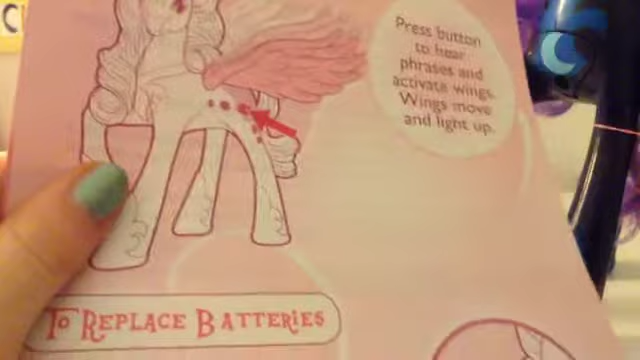 Press button
to hear
phrases and
activate wings.
Wings move
and light up.
TO REPLACE BATTERIES